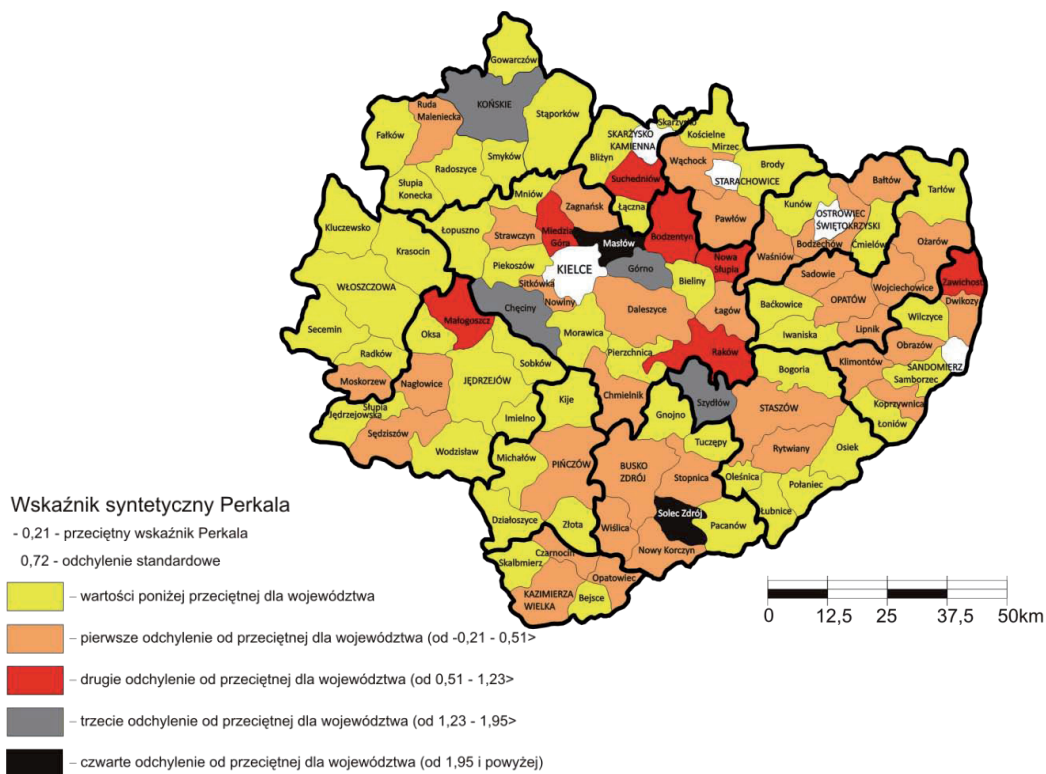 Gowarczów
KOŃSKIE
Ruda
Maleniecka
Stąporków
Fałków
Smyków
Radoszyce
Słupia
Konecka
SKARŻYSKO
KAMIENNA
Skarżysko
Kościelne
Mirzec
Bliżyn
Wąchock
Brody
Suchedniów
STARACHOWICE
Mniów
Zagnańsk
Łączna
Pawłów
Bałtów
Tarłów
Kunów
OSTROWIEC
ŚWIĘTOKRZYSKI
Bodzechów
Ćmielów
Waśniów
Ożarów
Kluczewsko
Krasocin
Łopuszno
Strawczyn
Miedzia
Góra
Masłów
Bodzentyn
Nowa
Słupia
Piekoszów
KIELCE
Górno
Bieliny
Sadowie
Wojciechowice
Zawichost
WŁOSZCZOWA
Sitkówka
Nowiny
Chęciny
Daleszyce
Łagów
Baćkowice
OPATÓW
Dwikozy
Małogoszcz
Morawica
Iwaniska
Lipnik
Wilczyce
Secemin
Oksa
Pierzchnica
Raków
Obrazów
Radków
Sobków
Klimontów
SANDOMIERZ
Samborzec
Moskorzew
Nagłowice
JĘDRZEJÓW
Bogoria
Chmielnik
Szydłów
Koprzywnica
Słupia
Jędrzejowska
Imielno
Kije
Gnojno
STASZÓW
Łoniów
Sędziszów
Wodzisław
Michałów
PIŃCZÓW
BUSKO
ZDRÓJ
Tuczępy
Rytwiany
Osiek
Stopnica
Oleśnica
Połaniec
Działoszyce
Złota
Wiślica
Solec Zdrój
Pacanów
Łubnice
Nowy Korczyn
Skalbmierz
Czarnocin
Opatowiec
KAZIMIERZA
WIELKA
Bejsce
Wskaźnik syntetyczny Perkala
- 0,21 - przeciętny wskaźnik Perkala
0,72 - odchylenie standardowe
– wartości poniżej przeciętnej dla województwa
– pierwsze odchylenie od przeciętnej dla województwa (od -0,21 - 0,51>
– drugie odchylenie od przeciętnej dla województwa (od 0,51 - 1,23>
– trzecie odchylenie od przeciętnej dla województwa (od 1,23 - 1,95>
– czwarte odchylenie od przeciętnej dla województwa (od 1,95 i powyżej)
0 12,5 25 37,5 50km